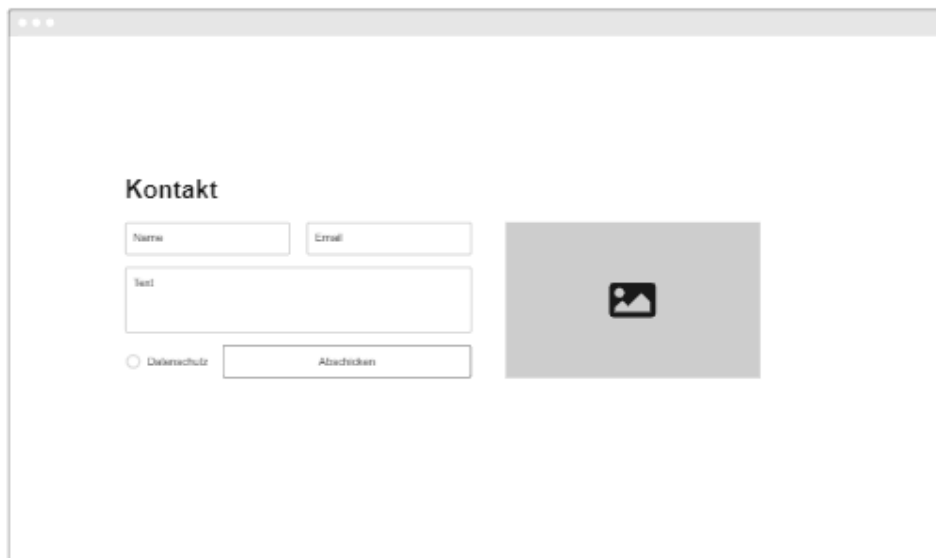 Kontakt
Name
Email
Text
Datenschutz
Abschicken